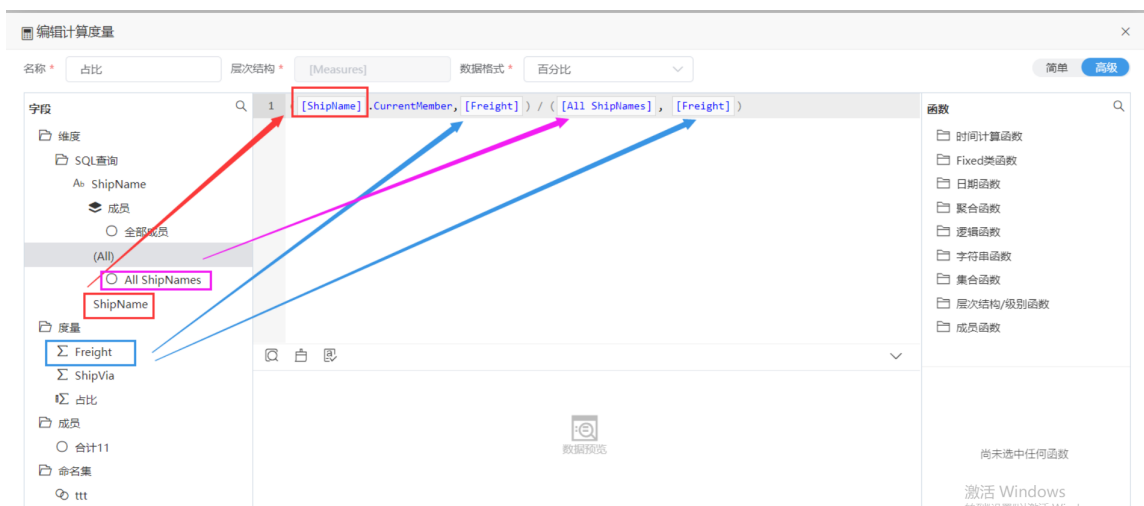 编辑计算度量
名称 * 占比 层次结构 * [Measures] 数据格式 * 百分比 简单 高级
字段
维度
SQL查询
Ab ShipName
成员
全部成员
(All)
All ShipNames
ShipName
度量
Σ Freight
Σ ShipVia
Σ 占比
成员
合计11
命名集
ttt
1 ( [ShipName] .CurrentMember, [Freight] ) / ( [All ShipNames] , [Freight] )
数据预览
函数
时间计算函数
Fixed类函数
日期函数
聚合函数
逻辑函数
字符串函数
集合函数
层次结构/级别函数
成员函数
尚未选中任何函数
激活 Windows